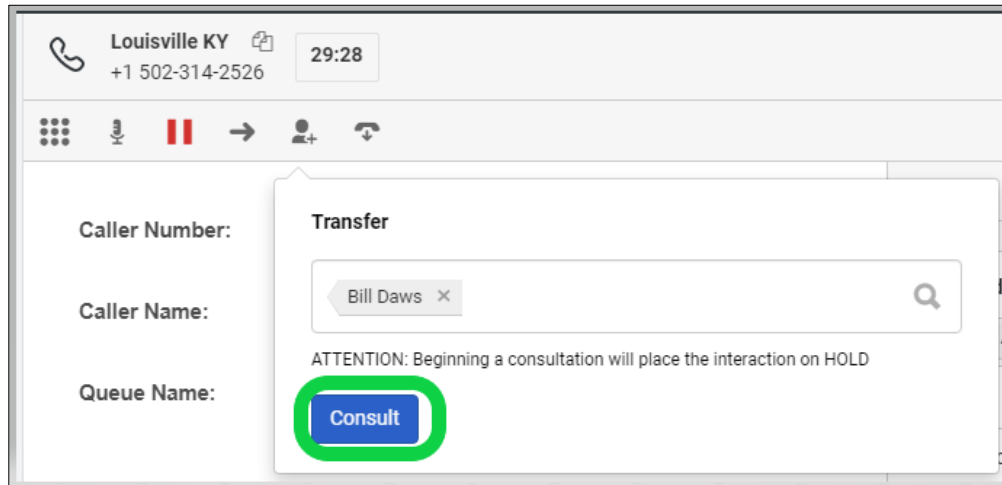 Louisville KY
+1 502-314-2526
29:28
Transfer
Caller Number:
Bill Daws ×
Caller Name:
ATTENTION: Beginning a consultation will place the interaction on HOLD
Queue Name:
Consult